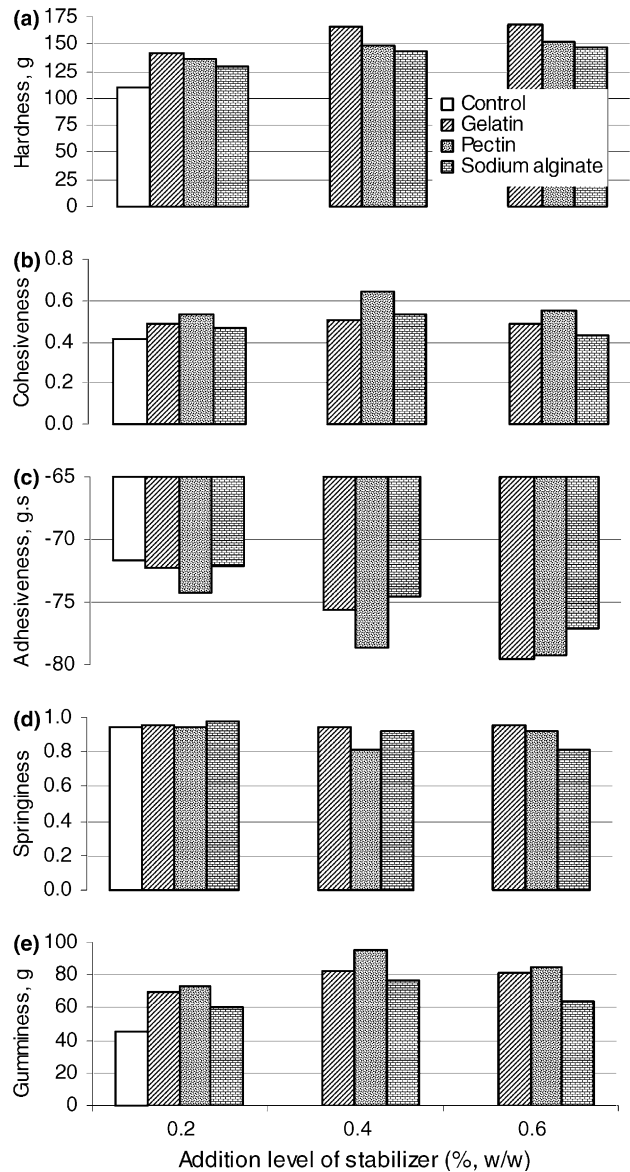 (a)
Hardness, g
175
150
125
100
75
50
25
0
Control
Gelatin
Pectin
Sodium alginate
(b)
Cohesiveness
0.8
0.6
0.4
0.2
0.0
(c)
Adhesiveness, g.s
-65
-70
-75
-80
(d)
Springiness
1.0
0.8
0.6
0.4
0.2
0.0
(e)
Gumminess, g
100
80
60
40
20
0
0.2 0.4 0.6
Addition level of stabilizer (%, w/w)